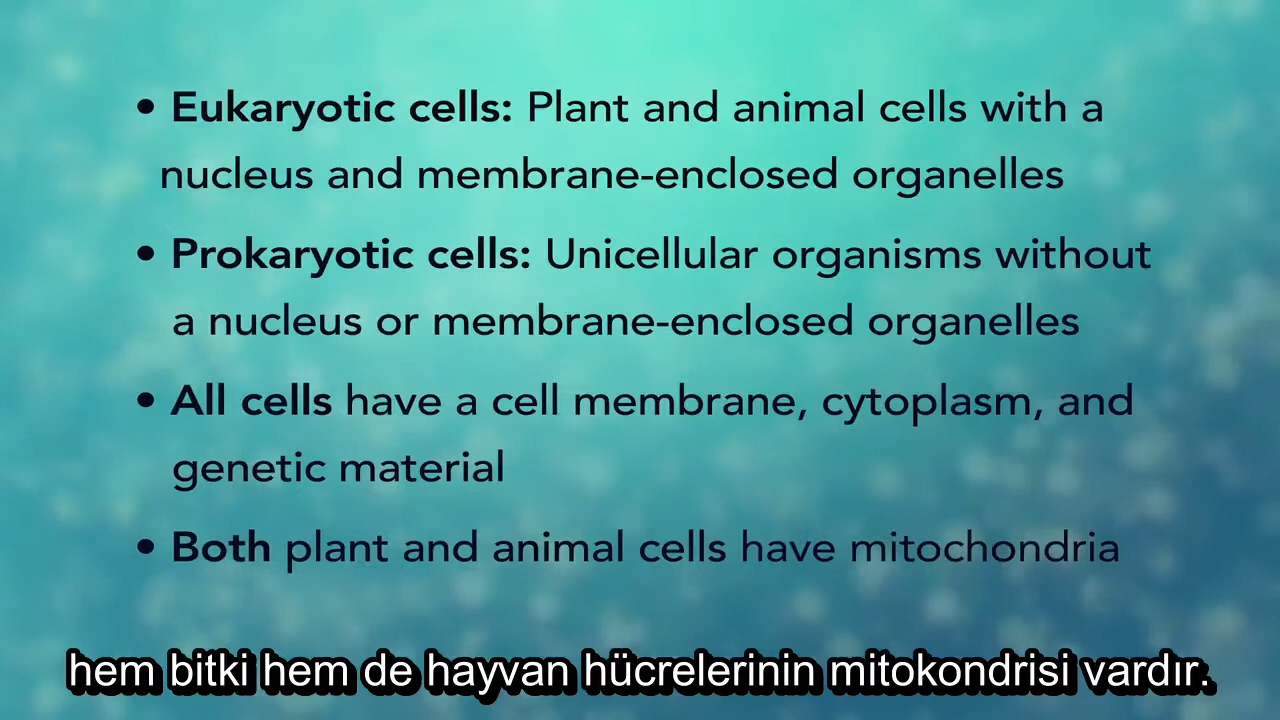 • Eukaryotic cells: Plant and animal cells with a
nucleus and membrane-enclosed organelles
• Prokaryotic cells: Unicellular organisms without
a nucleus or membrane-enclosed organelles
• All cells have a cell membrane, cytoplasm, and
genetic material
• Both plant and animal cells have mitochondria
hem bitki hem de hayvan hücrelerinin mitokondrisi vardır.